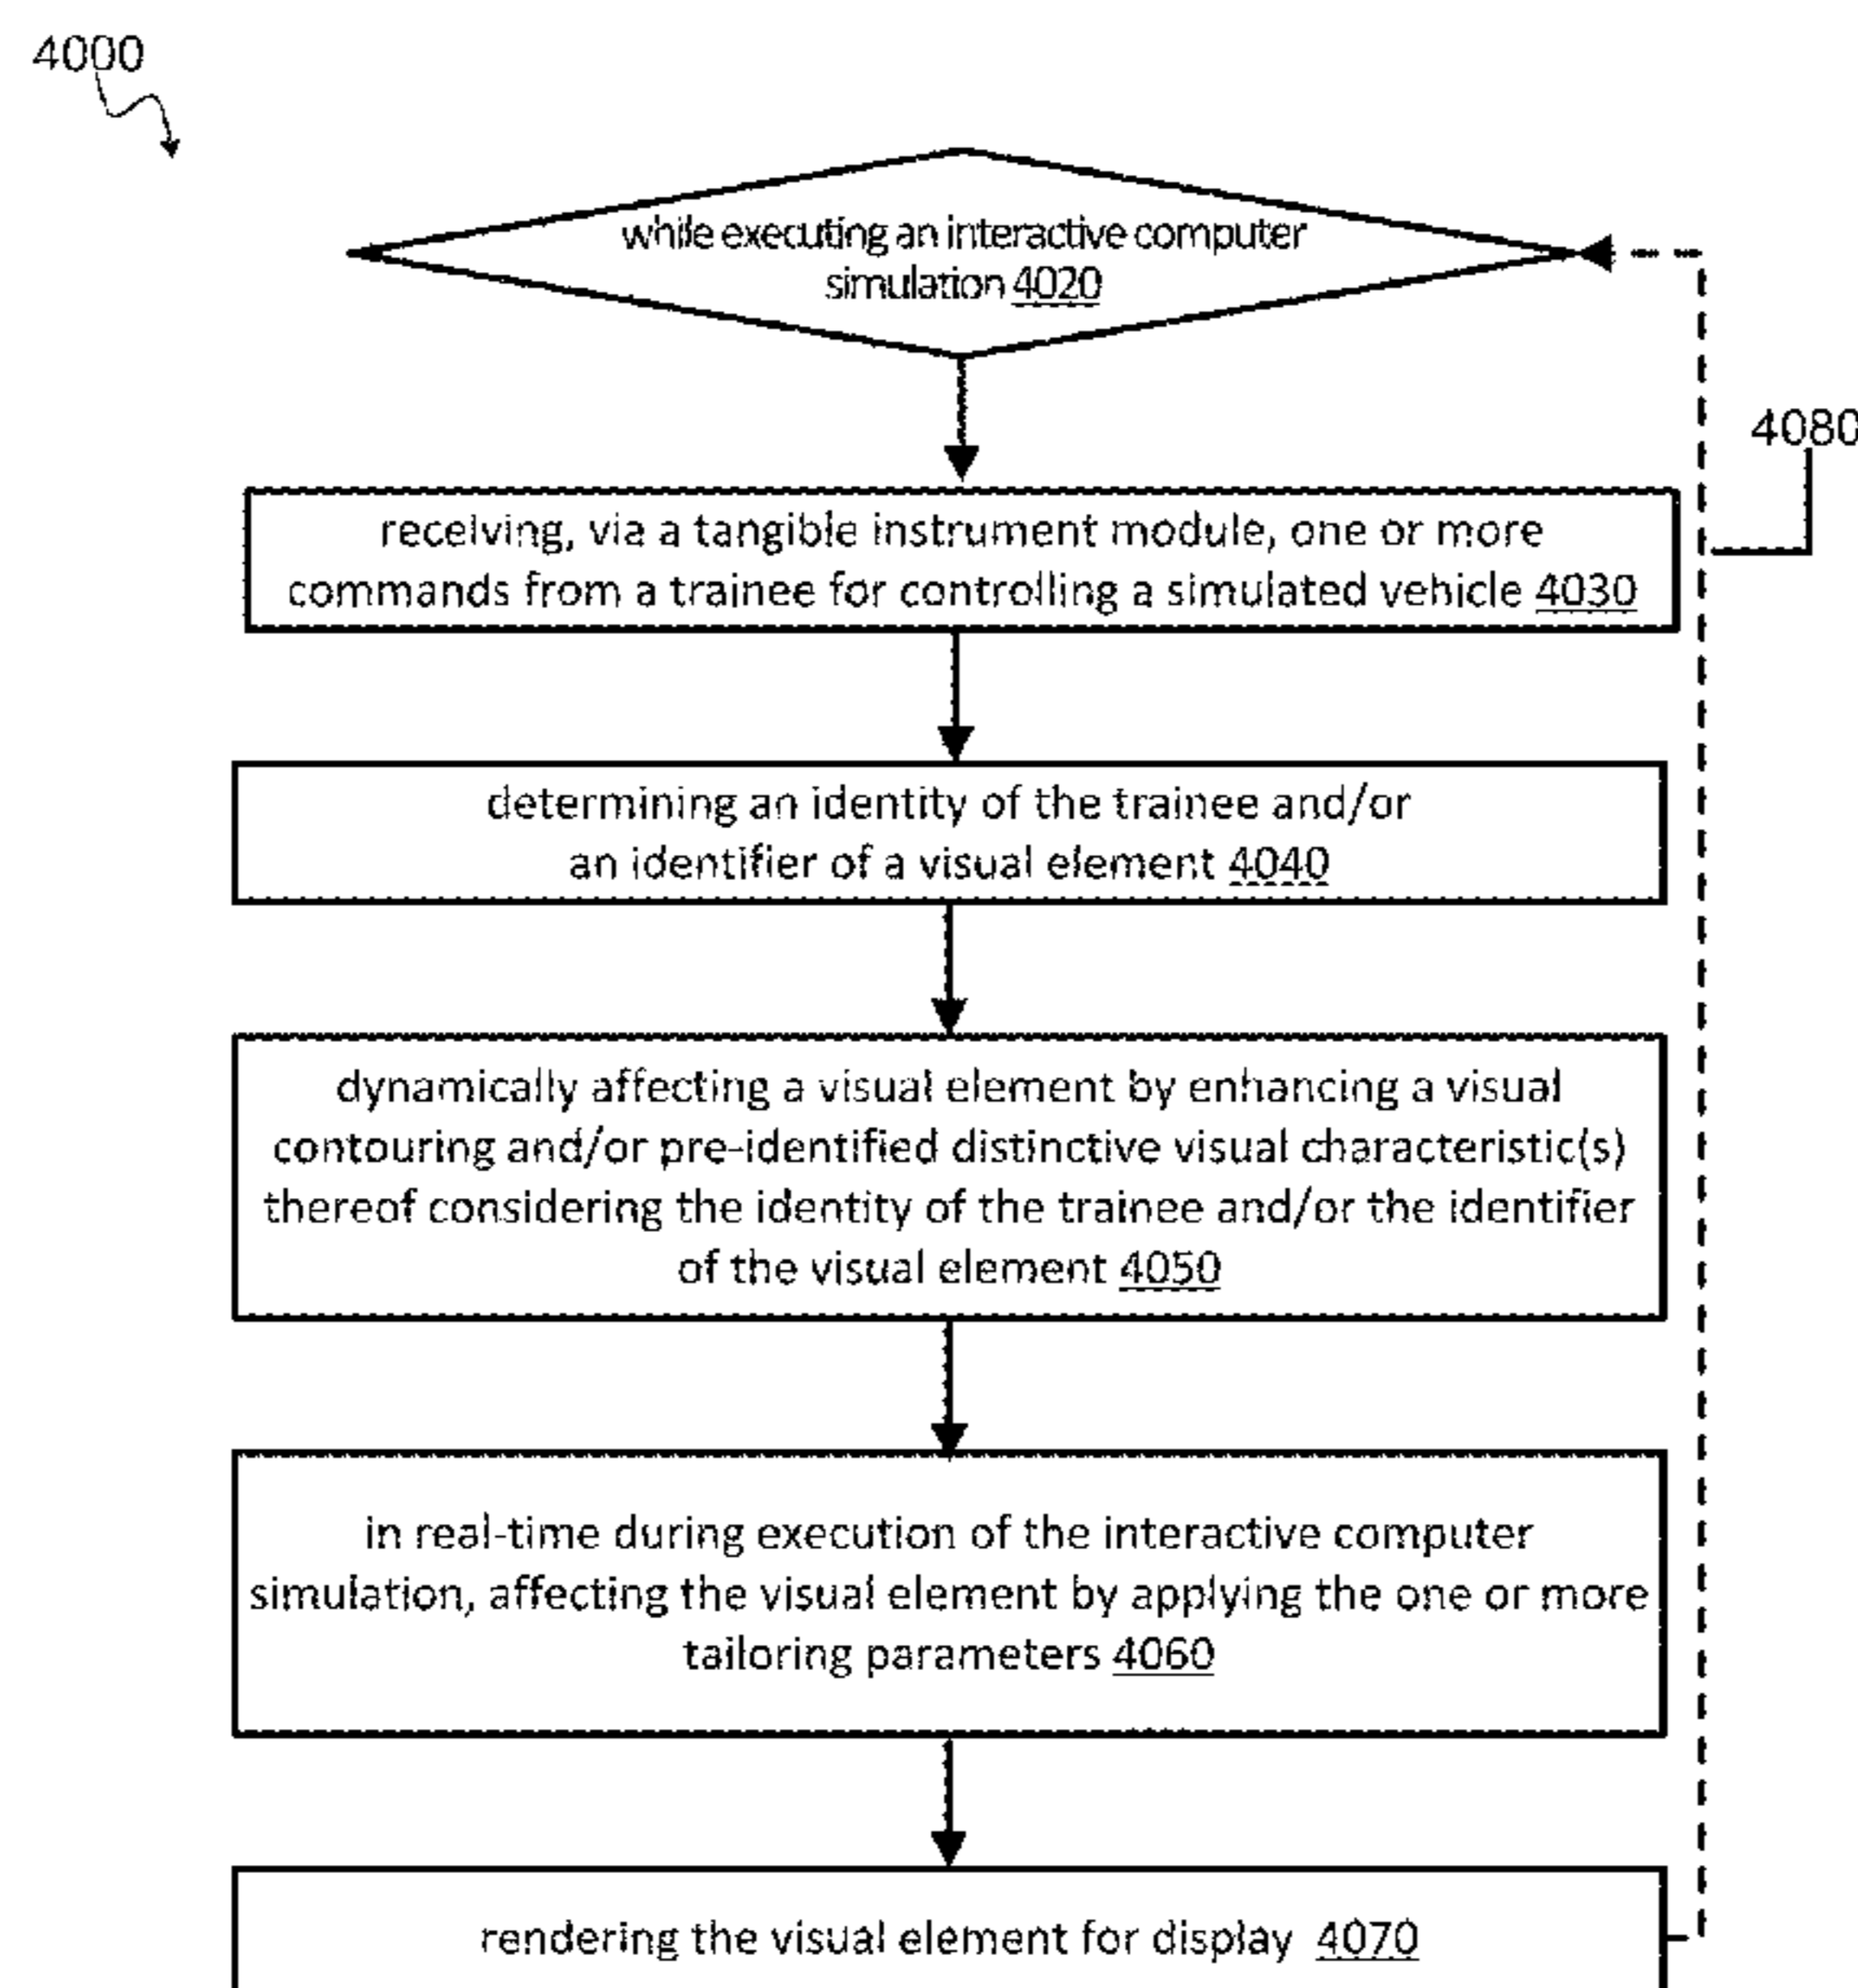 4000
while executing an interactive computer
simulation 4020
4080
receiving, via a tangible instrument module, one or more
commands from a trainee for controlling a simulated vehicle 4030
determining an identity of the trainee and/or
an identifier of a visual element 4040
dynamically affecting a visual element by enhancing a visual
contouring and/or pre-identified distinctive visual characteristic(s)
thereof considering the identity of the trainee and/or the identifier
of the visual element 4050
in real-time during execution of the interactive computer
simulation, affecting the visual element by applying the one or more
tailoring parameters 4060
rendering the visual element for display 4070